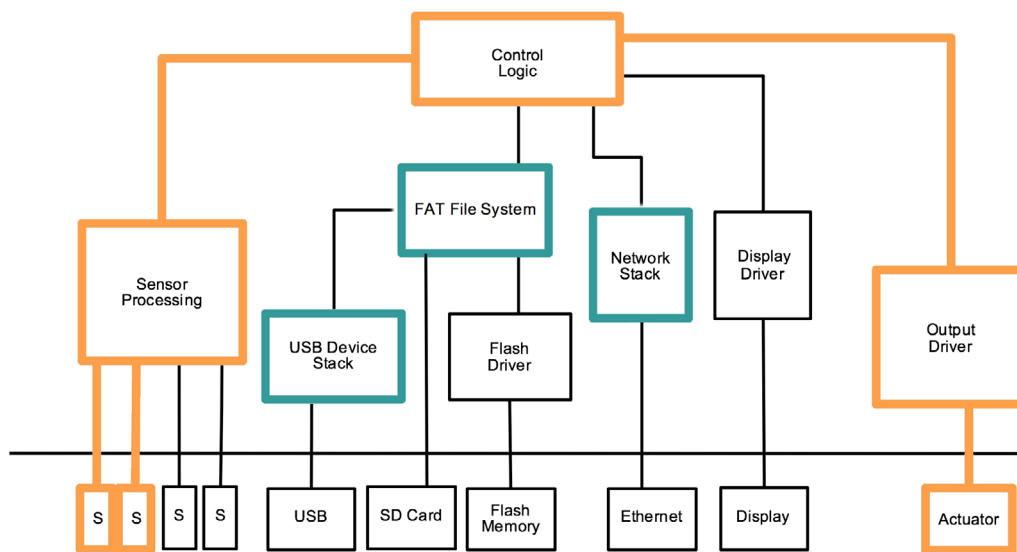 Control
Logic
FAT File System
Network
Stack
Display
Driver
Sensor
Processing
Output
Driver
USB Device
Stack
Flash
Driver
S
S
S
S
USB
SD Card
Flash
Memory
Ethernet
Display
Actuator